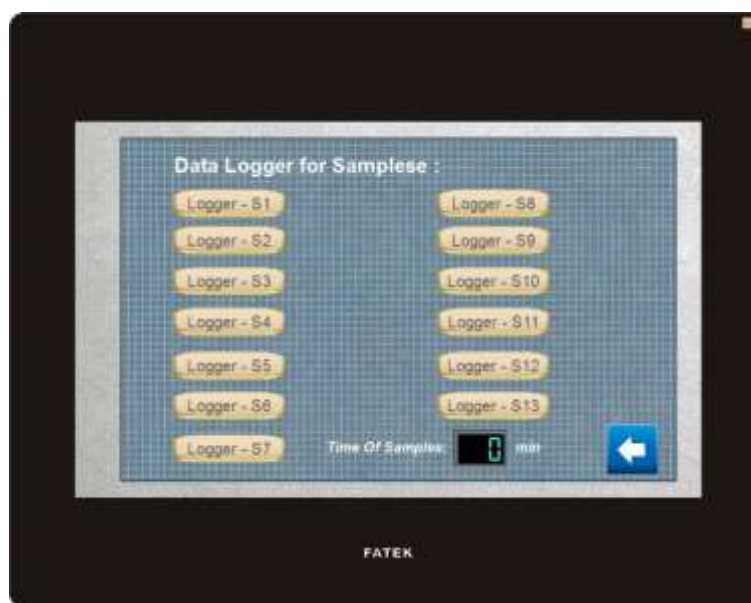 Data Logger for Samplese :
Logger - S1
Logger - S2
Logger - S3
Logger - S4
Logger - S5
Logger - S6
Logger - S7
Logger - S8
Logger - S9
Logger - S10
Logger - S11
Logger - S12
Logger - S13
Time Of Samples: 0 min
FATEK